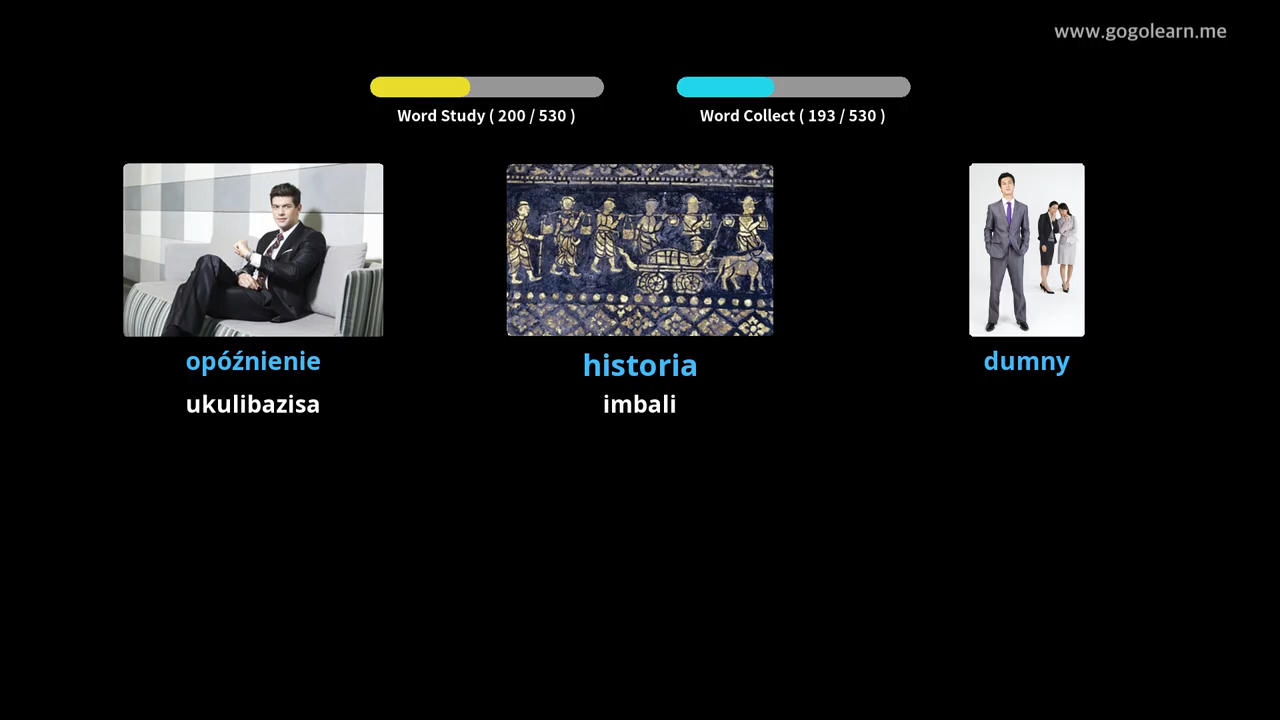 www.gogolearn.me
Word Study ( 200 / 530 )
Word Collect ( 193 / 530 )
opóźnienie
historia
dumny
ukulibazisa
imbali